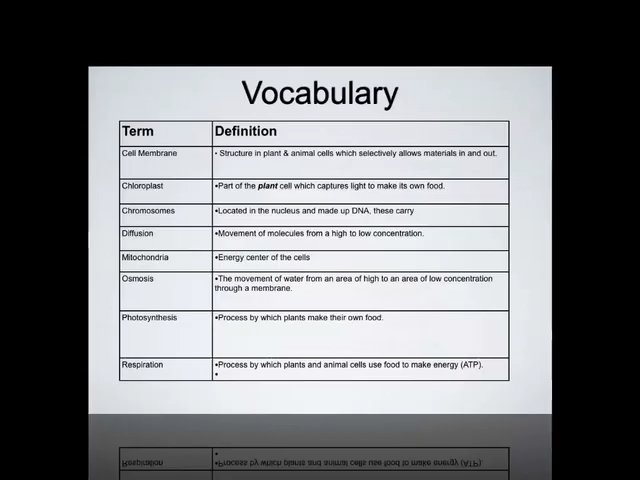 Vocabulary
Term Definition
Cell Membrane • Structure in plant & animal cells which selectively allows materials in and out.
Chloroplast •Part of the plant cell which captures light to make its own food.
Chromosomes •Located in the nucleus and made up DNA, these carry
Diffusion •Movement of molecules from a high to low concentration.
Mitochondria •Energy center of the cells
Osmosis •The movement of water from an area of high to an area of low concentration
through a membrane.
Photosynthesis •Process by which plants make their own food.
Respiration •Process by which plants and animal cells use food to make energy (ATP).
•